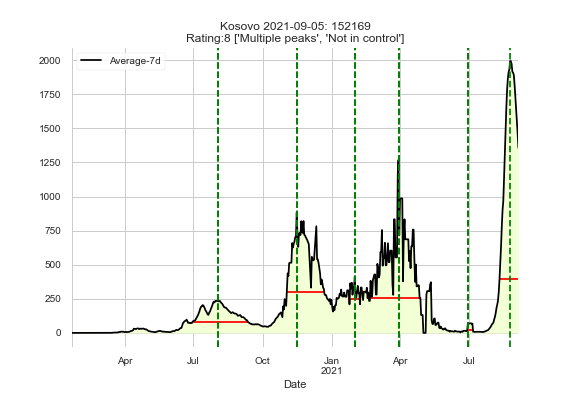 Kosovo 2021-09-05: 152169
Rating:8 ['Multiple peaks', 'Not in control']
Average-7d
2000
1750
1500
1250
1000
750
500
250
0
Apr Jul Oct Jan Apr Jul
2021
Date